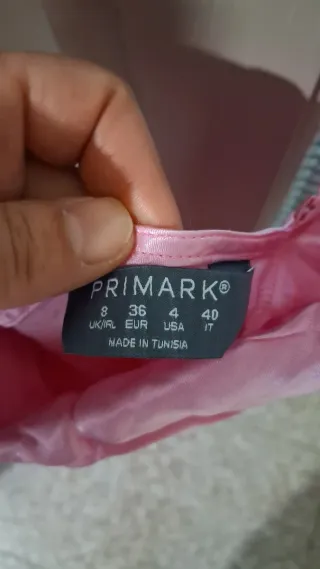 PRIMARK®
8 36 4 40
UK/IRL EUR USA IT
MADE IN TUNISIA